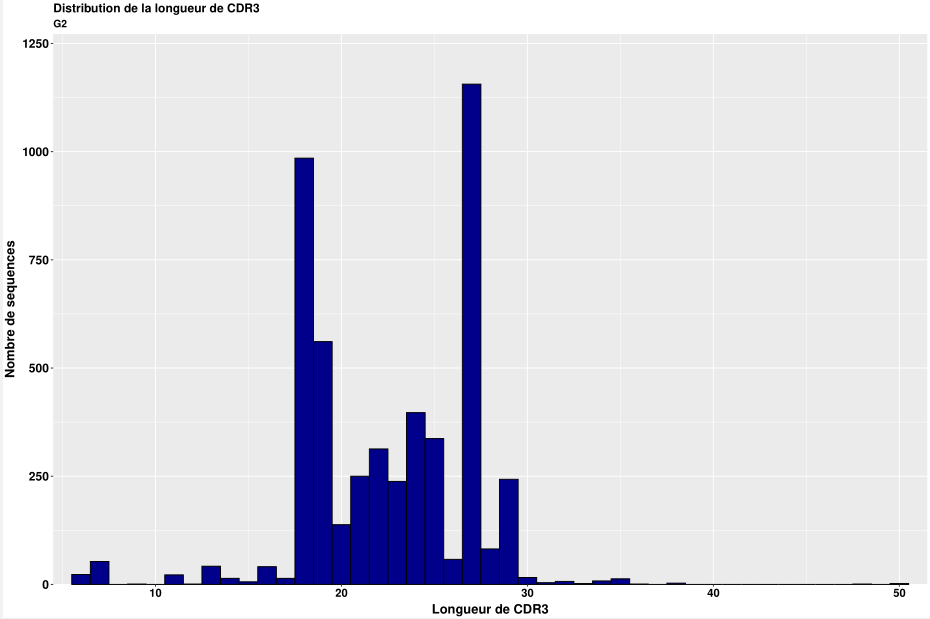 Distribution de la longueur de CDR3
G2
1250
1000
750
500
250
0
10 20 30 40 50
Nombre de sequences
Longueur de CDR3